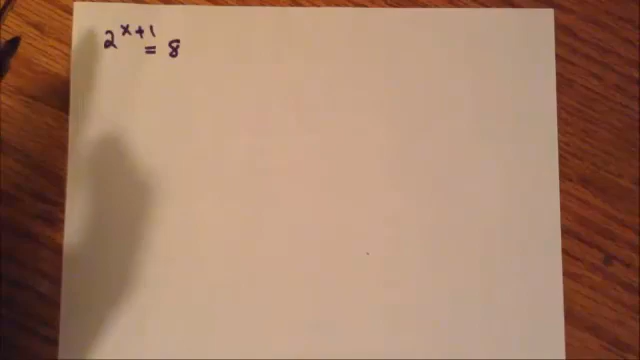 2^{x+1} = 8